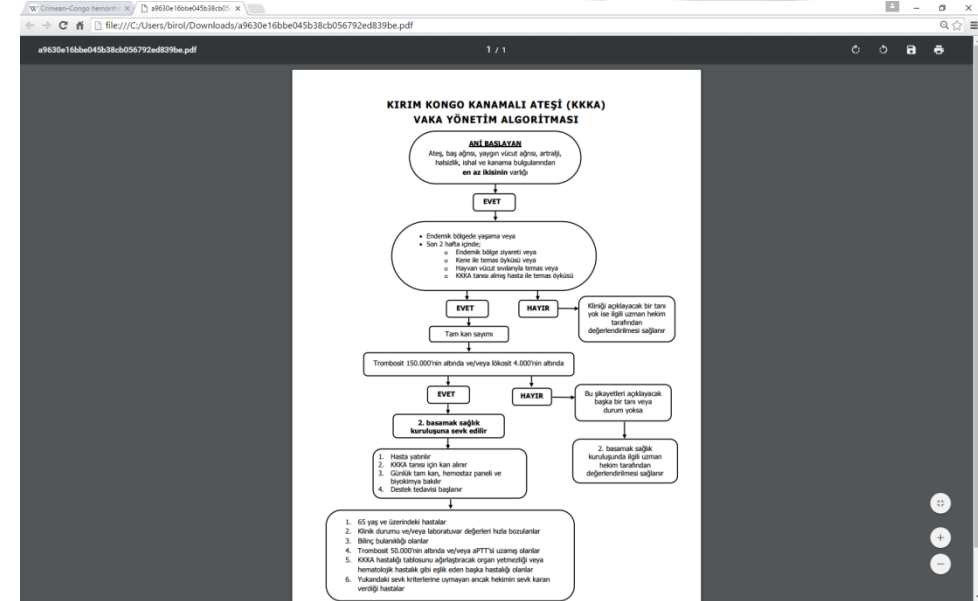 Crimean–Congo hemorrha
a9630e16bbe045b38cb05
file:///C:/Users/birol/Downloads/a9630e16bbe045b38cb056792ed839be.pdf
a9630e16bbe045b38cb056792ed839be.pdf
1 / 1
KIRIM KONGO KANAMALI ATEŞİ (KKKA)
VAKA YÖNETİM ALGORİTMASI
ANİ BAŞLAYAN
Ateş, baş ağrısı, yaygın vücut ağrısı, artralji,
halsizlik, ishal ve kanama bulgularından
en az ikisinin varlığı
EVET
• Endemik bölgede yaşama veya
• Son 2 hafta içinde;
o Endemik bölge ziyareti veya
o Kene ile temas öyküsü veya
o Hayvan vücut sıvılarıyla temas veya
o KKKA tanısı almış hasta ile temas öyküsü
EVET
HAYIR
Kliniği açıklayacak bir tanı
yok ise ilgili uzman hekim
tarafından
değerlendirilmesi sağlanır
Tam kan sayımı
Trombosit 150.000'nin altında ve/veya lökosit 4.000'nin altında
EVET
HAYIR
Bu şikayetleri açıklayacak
başka bir tanı veya
durum yoksa
2. basamak sağlık
kuruluşuna sevk edilir
2. basamak sağlık
kuruluşunda ilgili uzman
hekim tarafından
değerlendirilmesi sağlanır
1. Hasta yatırılır
2. KKKA tanısı için kan alınır
3. Günlük tam kan, hemostaz paneli ve
biyokimya bakılır
4. Destek tedavisi başlanır
1. 65 yaş ve üzerindeki hastalar
2. Klinik durumu ve/veya laboratuvar değerleri hızla bozulanlar
3. Bilinç bulanıklığı olanlar
4. Trombosit 50.000'nin altında ve/veya aPTT'si uzamış olanlar
5. KKKA hastalığı tablosunu ağırlaştıracak organ yetmezliği veya
hematolojik hastalık gibi eşlik eden başka hastalığı olanlar
6. Yukarıdaki sevk kriterlerine uymayan ancak hekimin sevk kararı
verdiği hastalar